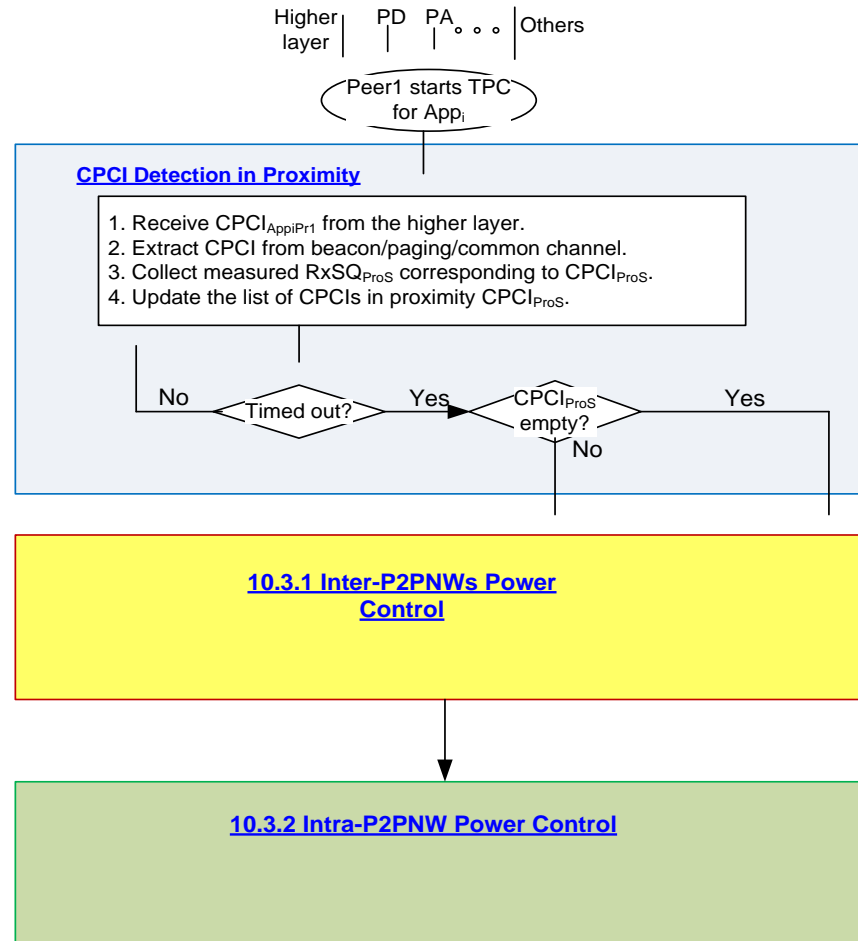 Higher
layer
PD
PA
Others
Peer1 starts TPC
for Appi
CPCI Detection in Proximity
1. Receive CPCIAppiPr1 from the higher layer.
2. Extract CPCI from beacon/paging/common channel.
3. Collect measured RxSQProS corresponding to CPCIProS.
4. Update the list of CPCIs in proximity CPCIProS.
No
Timed out?
Yes
CPCIProS
empty?
Yes
No
10.3.1 Inter-P2PNWs Power
Control
10.3.2 Intra-P2PNW Power Control